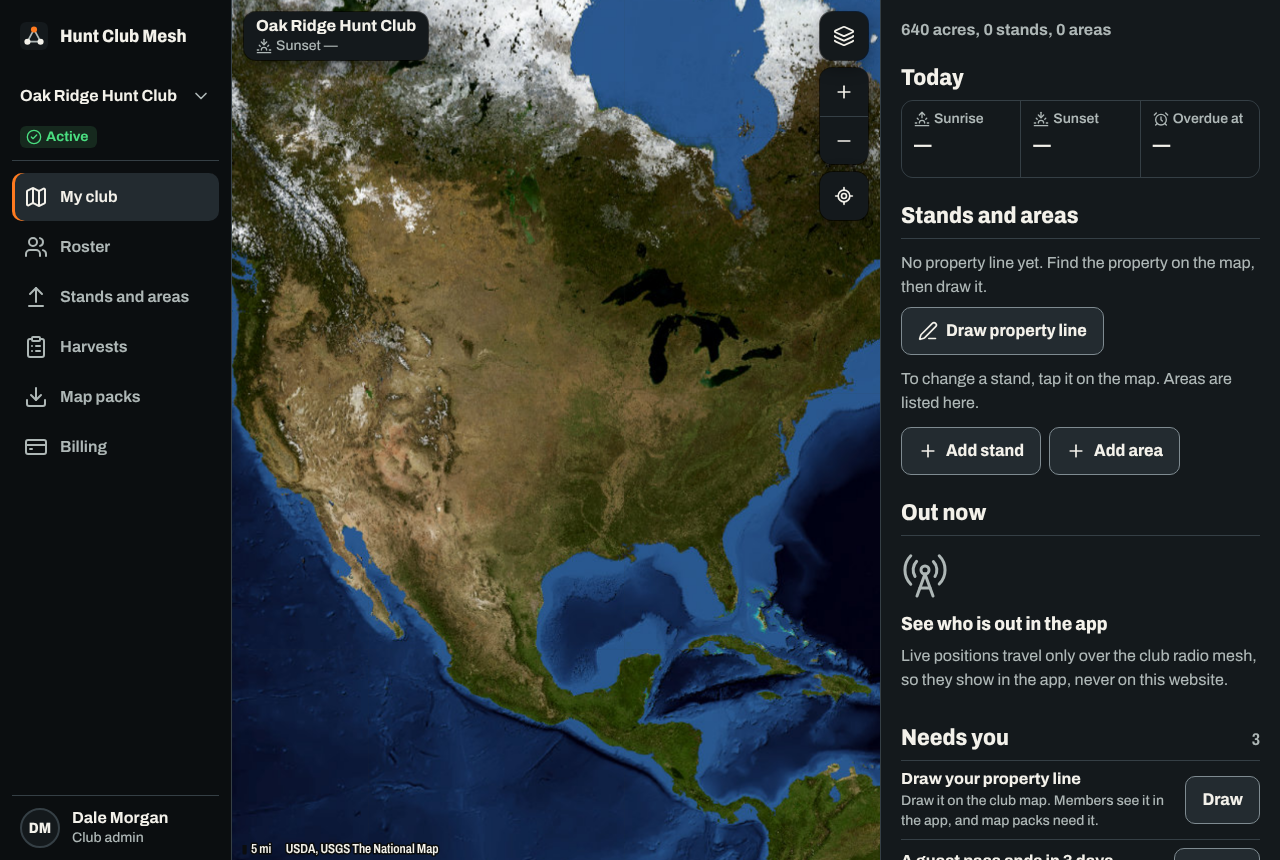 Hunt Club Mesh
Oak Ridge Hunt Club
Active
My club
Roster
Stands and areas
Harvests
Map packs
Billing
DM
Dale Morgan
Club admin
Oak Ridge Hunt Club
Sunset —
5 mi
USDA, USGS The National Map
640 acres, 0 stands, 0 areas
Today
Sunrise
—
Sunset
—
Overdue at
—
Stands and areas
No property line yet. Find the property on the map,
then draw it.
Draw property line
To change a stand, tap it on the map. Areas are
listed here.
Add stand
Add area
Out now
See who is out in the app
Live positions travel only over the club radio mesh,
so they show in the app, never on this website.
Needs you
3
Draw your property line
Draw it on the club map. Members see it in
the app, and map packs need it.
Draw
A guest pass ends in 2 days